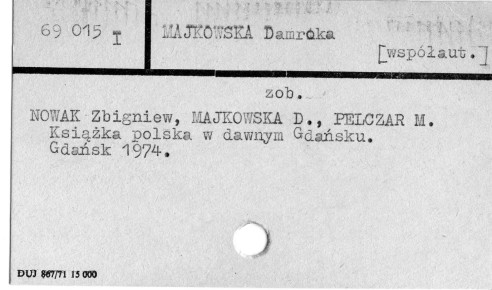 69 015 I
MAJKOWSKA Damroka
[współaut.]
zob.
NOWAK Zbigniew, MAJKOWSKA D., PELCZAR M.
Książka polska w dawnym Gdańsku.
Gdańsk 1974.
DUJ 867/71 15 000